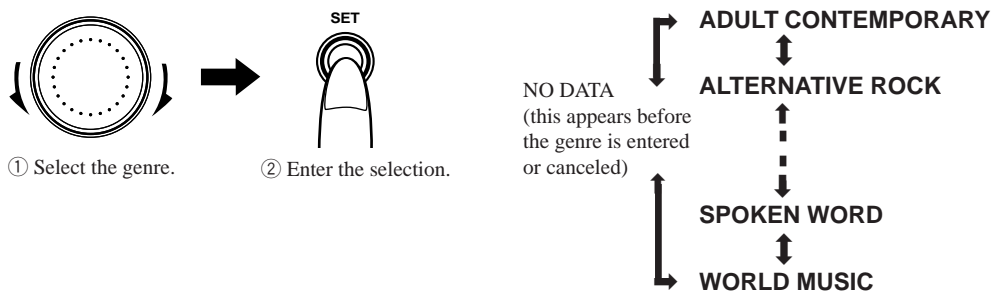 SET
① Select the genre.
② Enter the selection.
NO DATA
(this appears before
the genre is entered
or canceled)
ADULT CONTEMPORARY
ALTERNATIVE ROCK
SPOKEN WORD
WORLD MUSIC